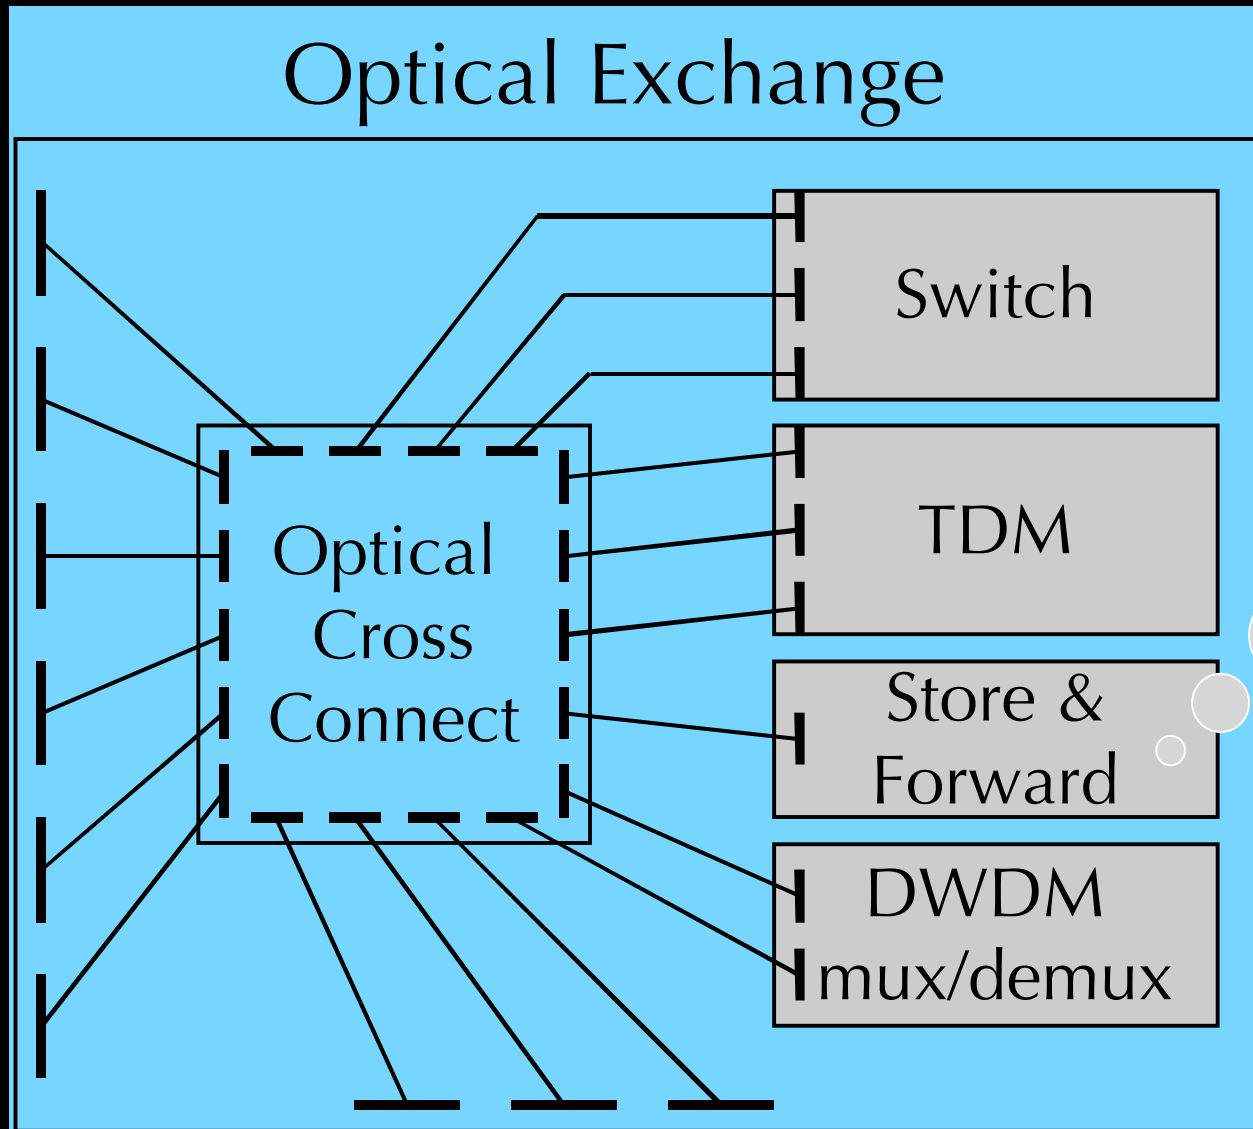 Optical Exchange
Switch
TDM
Optical
Cross
Connect
Store &
Forward
DWDM
mux/demux